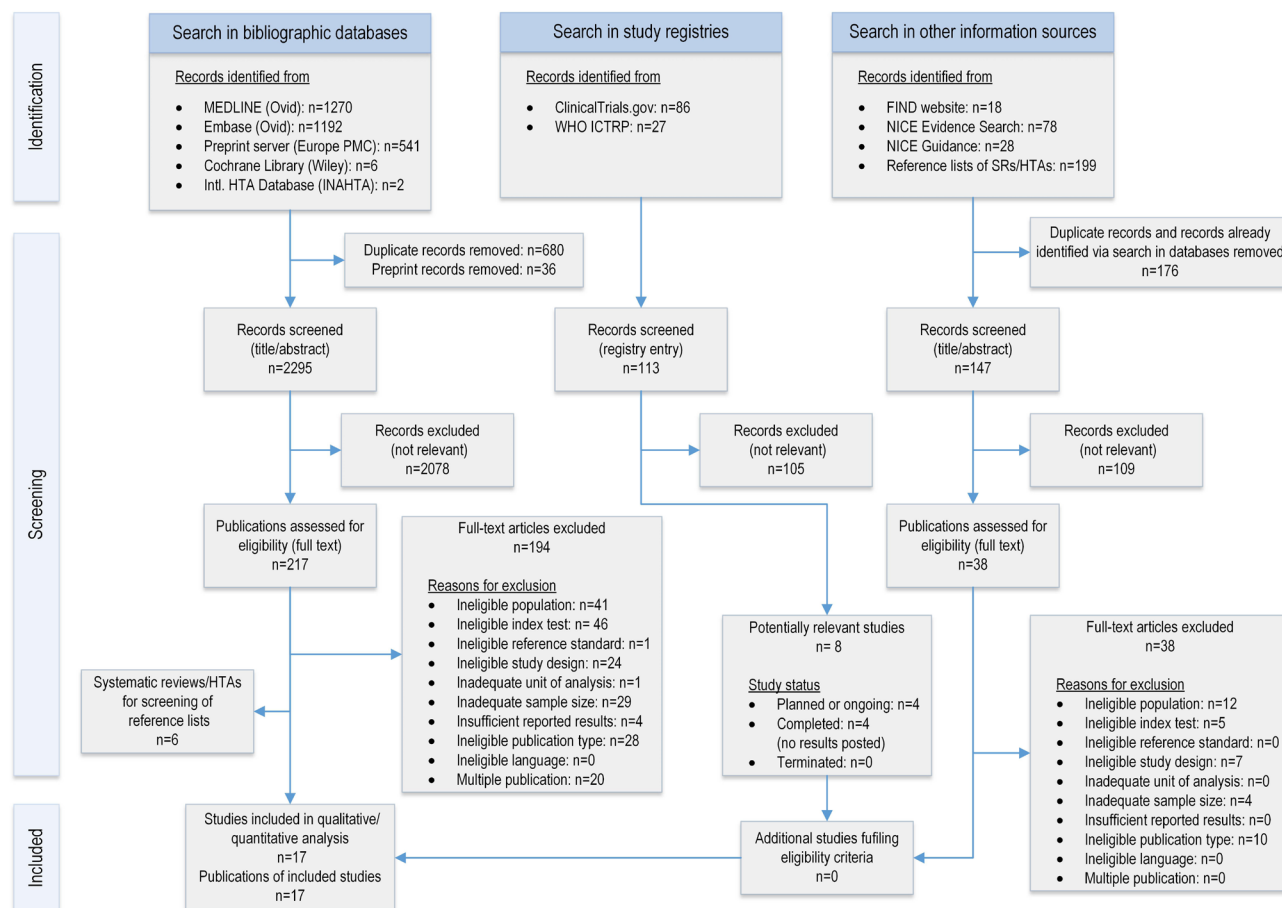 Identification
Search in bibliographic databases
Records identified from
• MEDLINE (Ovid): n=1270
• Embase (Ovid): n=1192
• Preprint server (Europe PMC): n=541
• Cochrane Library (Wiley): n=6
• Intl. HTA Database (INAHTA): n=2
Search in study registries
Records identified from
• ClinicalTrials.gov: n=86
• WHO ICTRP: n=27
Search in other information sources
Records identified from
• FIND website: n=18
• NICE Evidence Search: n=78
• NICE Guidance: n=28
• Reference lists of SRs/HTAs: n=199
Screening
Duplicate records removed: n=680
Preprint records removed: n=36
Duplicate records and records already
identified via search in databases removed
n=176
Records screened
(title/abstract)
n=2295
Records screened
(registry entry)
n=113
Records screened
(title/abstract)
n=147
Records excluded
(not relevant)
n=2078
Records excluded
(not relevant)
n=105
Records excluded
(not relevant)
n=109
Publications assessed for
eligibility (full text)
n=217
Full-text articles excluded
n=194
Reasons for exclusion
• Ineligible population: n=41
• Ineligible index test: n= 46
• Ineligible reference standard: n=1
• Ineligible study design: n=24
• Inadequate unit of analysis: n=1
• Inadequate sample size: n=29
• Insufficient reported results: n=4
• Ineligible publication type: n=28
• Ineligible language: n=0
• Multiple publication: n=20
Publications assessed for
eligibility (full text)
n=38
Systematic reviews/HTAs
for screening of
reference lists
n=6
Potentially relevant studies
n= 8
Study status
• Planned or ongoing: n=4
• Completed: n=4
(no results posted)
• Terminated: n=0
Full-text articles excluded
n=38
Reasons for exclusion
• Ineligible population: n=12
• Ineligible index test: n=5
• Ineligible reference standard: n=0
• Ineligible study design: n=7
• Inadequate unit of analysis: n=0
• Inadequate sample size: n=4
• Insufficient reported results: n=0
• Ineligible publication type: n=10
• Ineligible language: n=0
• Multiple publication: n=0
Included
Studies included in qualitative/
quantitative analysis
n=17
Publications of included studies
n=17
Additional studies fufiling
eligibility criteria
n=0